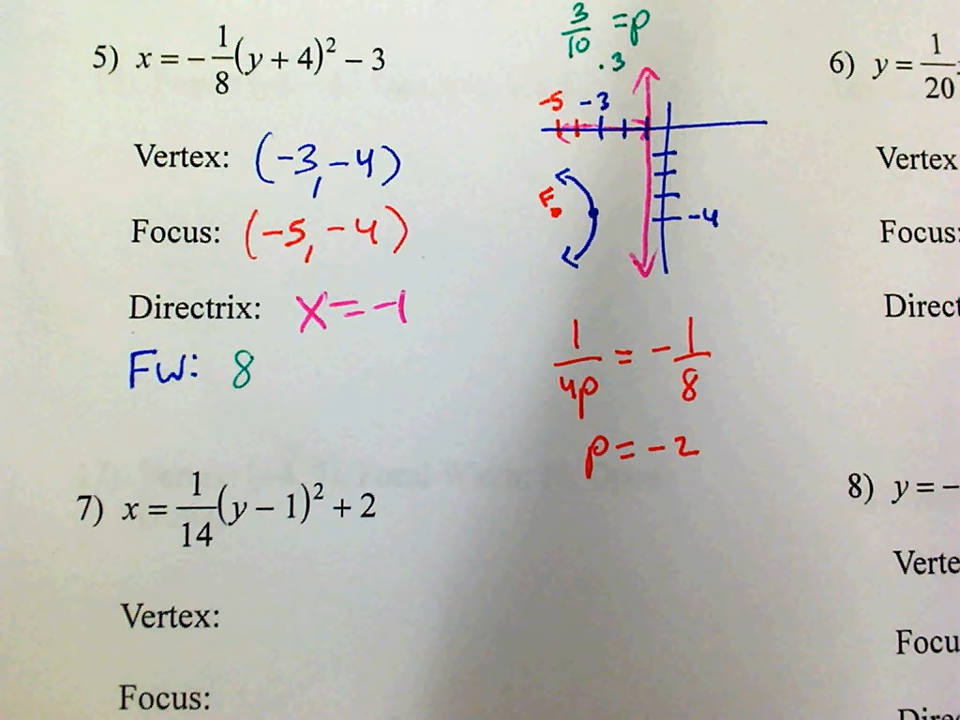 5) x = -1/8(y + 4)² - 3
Vertex: (-3, -4)
Focus: (-5, -4)
Directrix: x = -1
FW: 8
3/10 = p
.3
-5 -3
F
-4
1/4p = -1/8
p = -2
6) y = 1/20
Vertex
Focus:
Direct
7) x = 1/14(y - 1)² + 2
Vertex:
Focus:
8) y = -
Verte
Focu
Dire